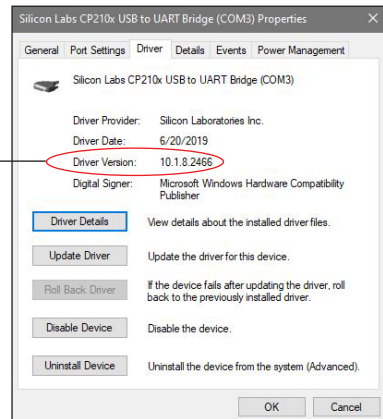 Silicon Labs CP210x USB to UART Bridge (COM3) Properties
General Port Settings Driver Details Events Power Management
Silicon Labs CP210x USB to UART Bridge (COM3)
Driver Provider: Silicon Laboratories Inc.
Driver Date: 6/20/2019
Driver Version: 10.1.8.2466
Digital Signer: Microsoft Windows Hardware Compatibility
Publisher
Driver Details View details about the installed driver files.
Update Driver Update the driver for this device.
Roll Back Driver If the device fails after updating the driver, roll
back to the previously installed driver.
Disable Device Disable the device.
Uninstall Device Uninstall the device from the system (Advanced).
OK Cancel